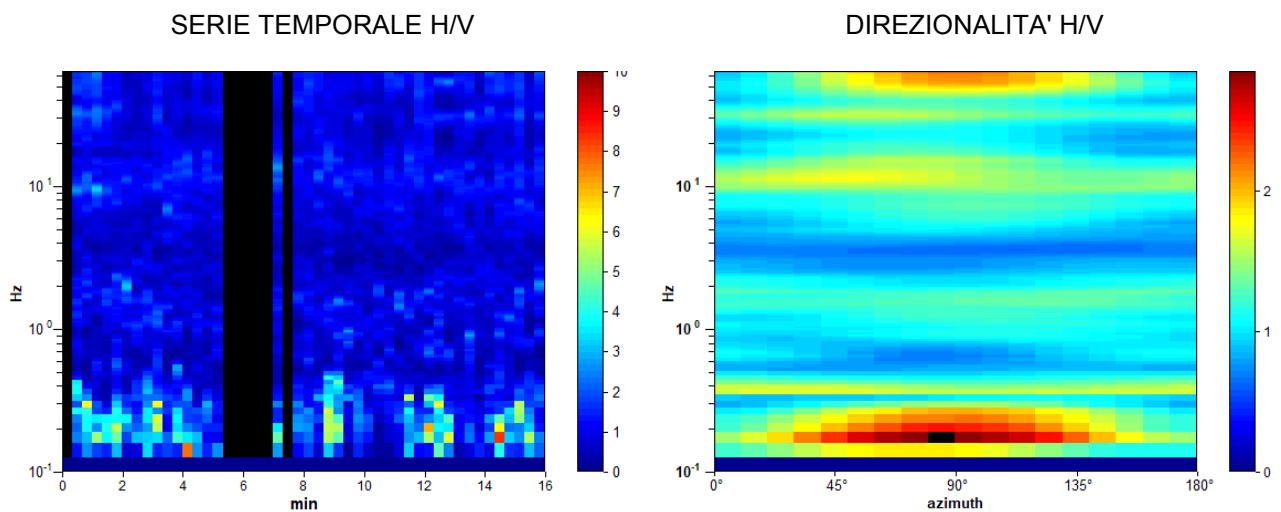 SERIE TEMPORALE H/V
DIREZIONALITA' H/V
10
9
8
7
6
5
4
3
2
1
0
10¹
10⁰
10⁻¹
Hz
0 2 4 6 8 10 12 14 16
min
2
1
0
10¹
10⁰
10⁻¹
Hz
0° 45° 90° 135° 180°
azimuth